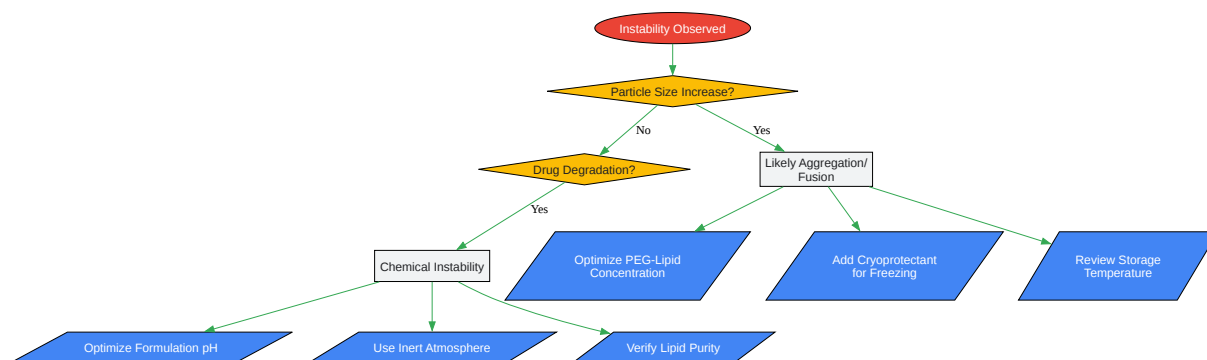 Instability Observed
Particle Size Increase?
No
Yes
Likely Aggregation/
Fusion
Drug Degradation?
Yes
Optimize PEG-Lipid
Concentration
Add Cryoprotectant
for Freezing
Review Storage
Temperature
Chemical Instability
Optimize Formulation pH
Use Inert Atmosphere
Verify Lipid Purity